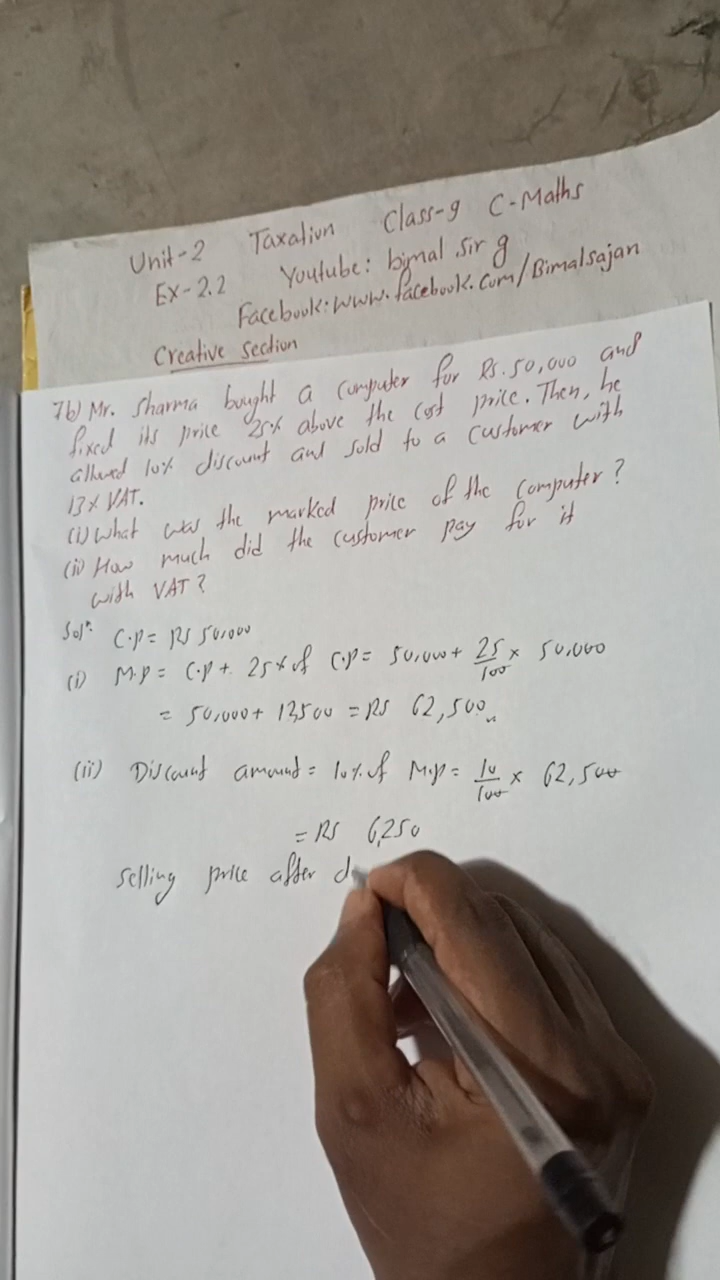 Unit-2 Taxation Class-9 C-Maths
Ex-2.2 Youtube: bimal sir g
Facebook: www.facebook.com/Bimalsajan
Creative section
7b) Mr. Sharma bought a computer for Rs. 50,000 and
fixed its price 25% above the cost price. Then, he
allowed 10% discount and sold to a customer with
13% VAT.
(i) What was the marked price of the computer?
(ii) How much did the customer pay for it
with VAT?
Solⁿ. C.P = Rs 50,000
(i) M.P = C.P + 25% of C.P = 50,000 + 25/100 × 50,000
= 50,000 + 12500 = Rs 62,500
(ii) Discount amount = 10% of M.P = 10/100 × 62,500
= Rs 6,250
Selling price after d